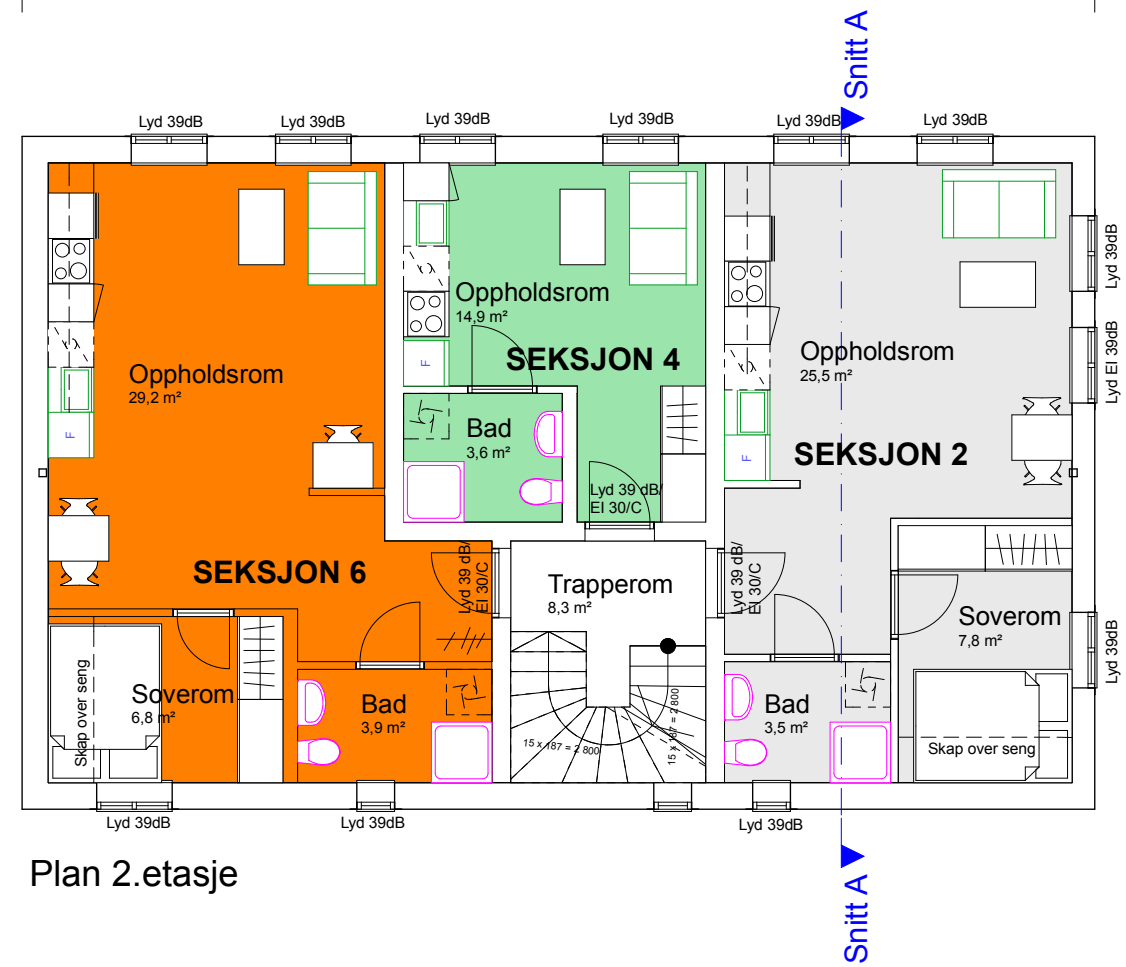 Snitt A
Lyd 39dB
Lyd 39dB
Lyd 39dB
Lyd 39dB
Lyd 39dB
Lyd 39dB
Oppholdsrom
29,2 m²
F
SEKSJON 6
Oppholdsrom
14,9 m²
F
SEKSJON 4
Bad
3,6 m²
Lyd 39 dB/
EI 30/C
Oppholdsrom
25,5 m²
F
SEKSJON 2
Lyd 39dB
Lyd EI 39dB
Lyd 39 dB/
EI 30/C
Trapperom
8,3 m²
Lyd 39 dB/
EI 30/C
Soverom
7,8 m²
Lyd 39dB
Skap over seng
Soverom
6,8 m²
Bad
3,9 m²
15 x 187 = 2 800
15 x 187 = 2 800
Bad
3,5 m²
Skap over seng
Lyd 39dB
Lyd 39dB
Lyd 39dB
Plan 2.etasje
Snitt A